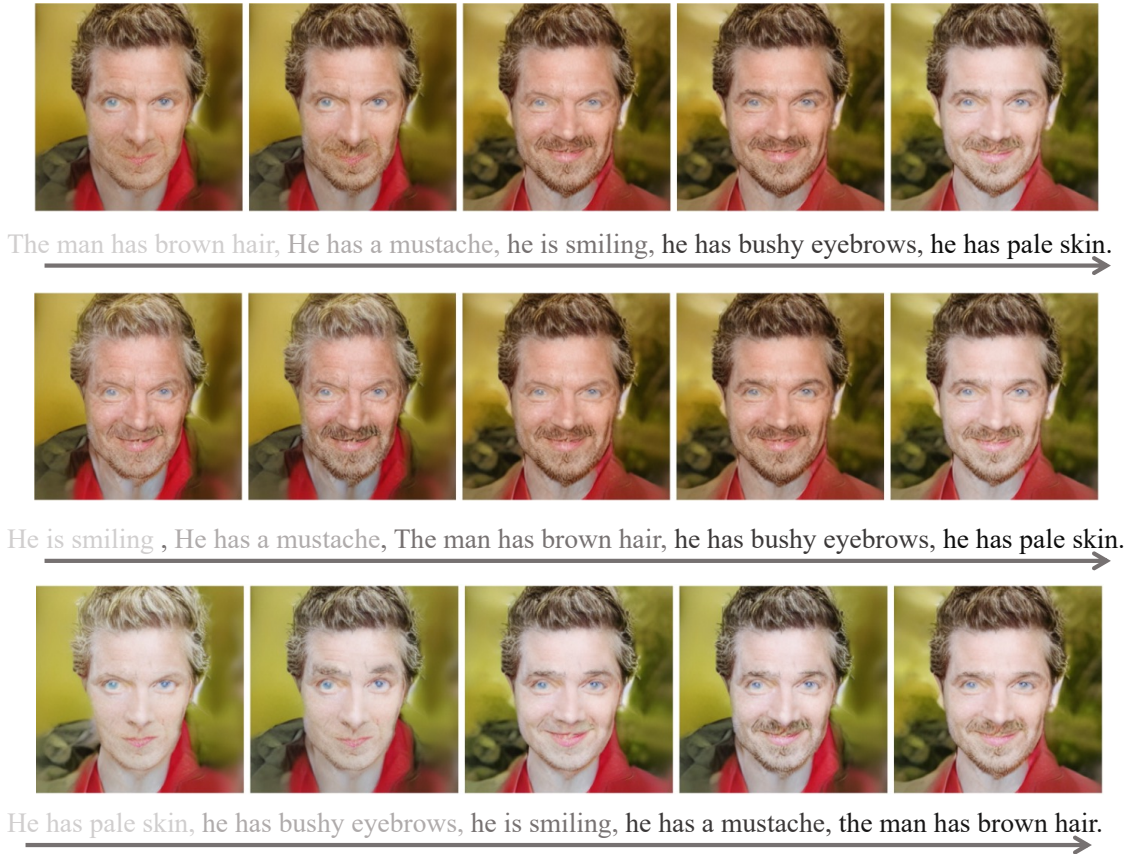 The man has brown hair, He has a mustache, he is smiling, he has bushy eyebrows, he has pale skin.
He is smiling , He has a mustache, The man has brown hair, he has bushy eyebrows, he has pale skin.
He has pale skin, he has bushy eyebrows, he is smiling, he has a mustache, the man has brown hair.